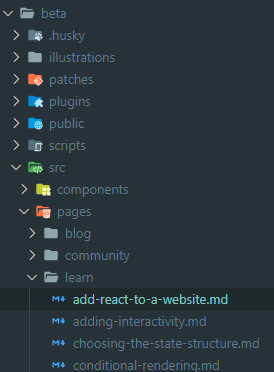 beta
.husky
illustrations
patches
plugins
public
scripts
src
components
pages
blog
community
learn
add-react-to-a-website.md
adding-interactivity.md
choosing-the-state-structure.md
conditional-rendering.md